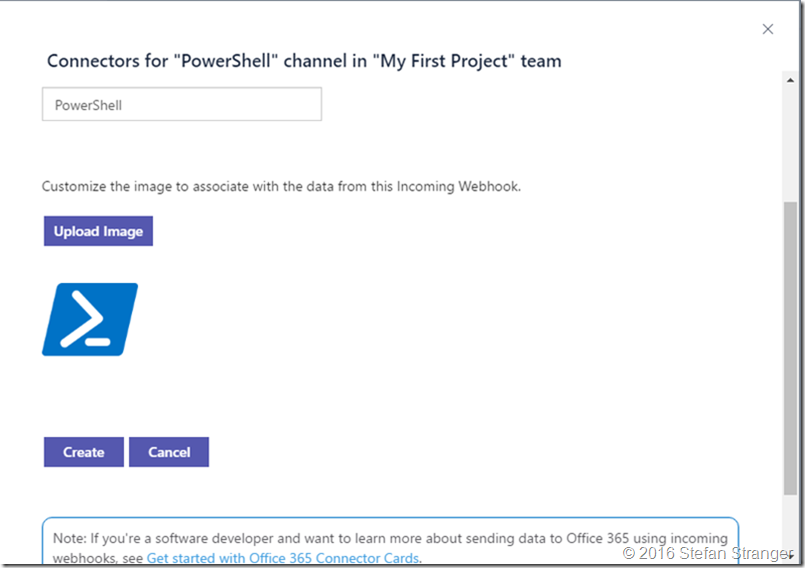 Connectors for "PowerShell" channel in "My First Project" team
PowerShell
Customize the image to associate with the data from this Incoming Webhook.
Upload Image
Create Cancel
Note: If you're a software developer and want to learn more about sending data to Office 365 using incoming
webhooks, see Get started with Office 365 Connector Cards.
© 2016 Stefan Stranger